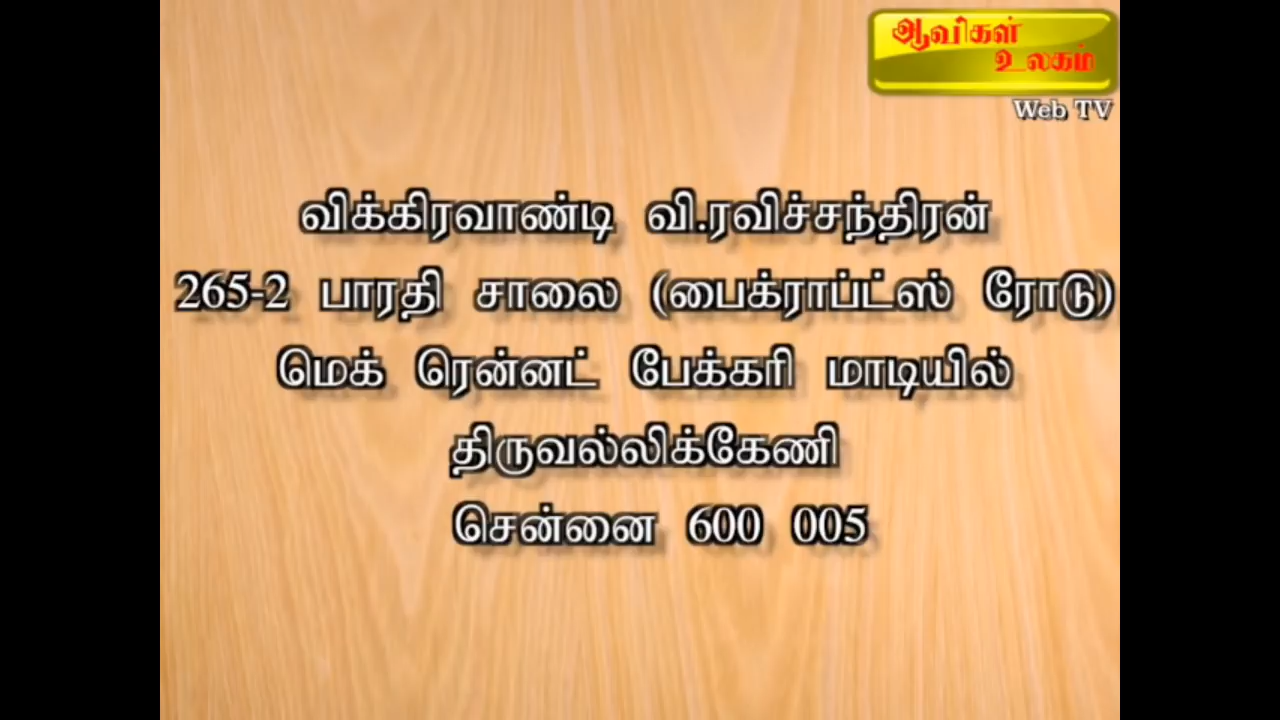 ஆவிகள்
உலகம்
Web TV
விக்கிரவாண்டி வி.ரவிச்சந்திரன்
265-2 பாரதி சாலை (பைக்ராப்ட்ஸ் ரோடு)
மெக் ரென்னட் பேக்கரி மாடியில்
திருவல்லிக்கேணி
சென்னை 600 005